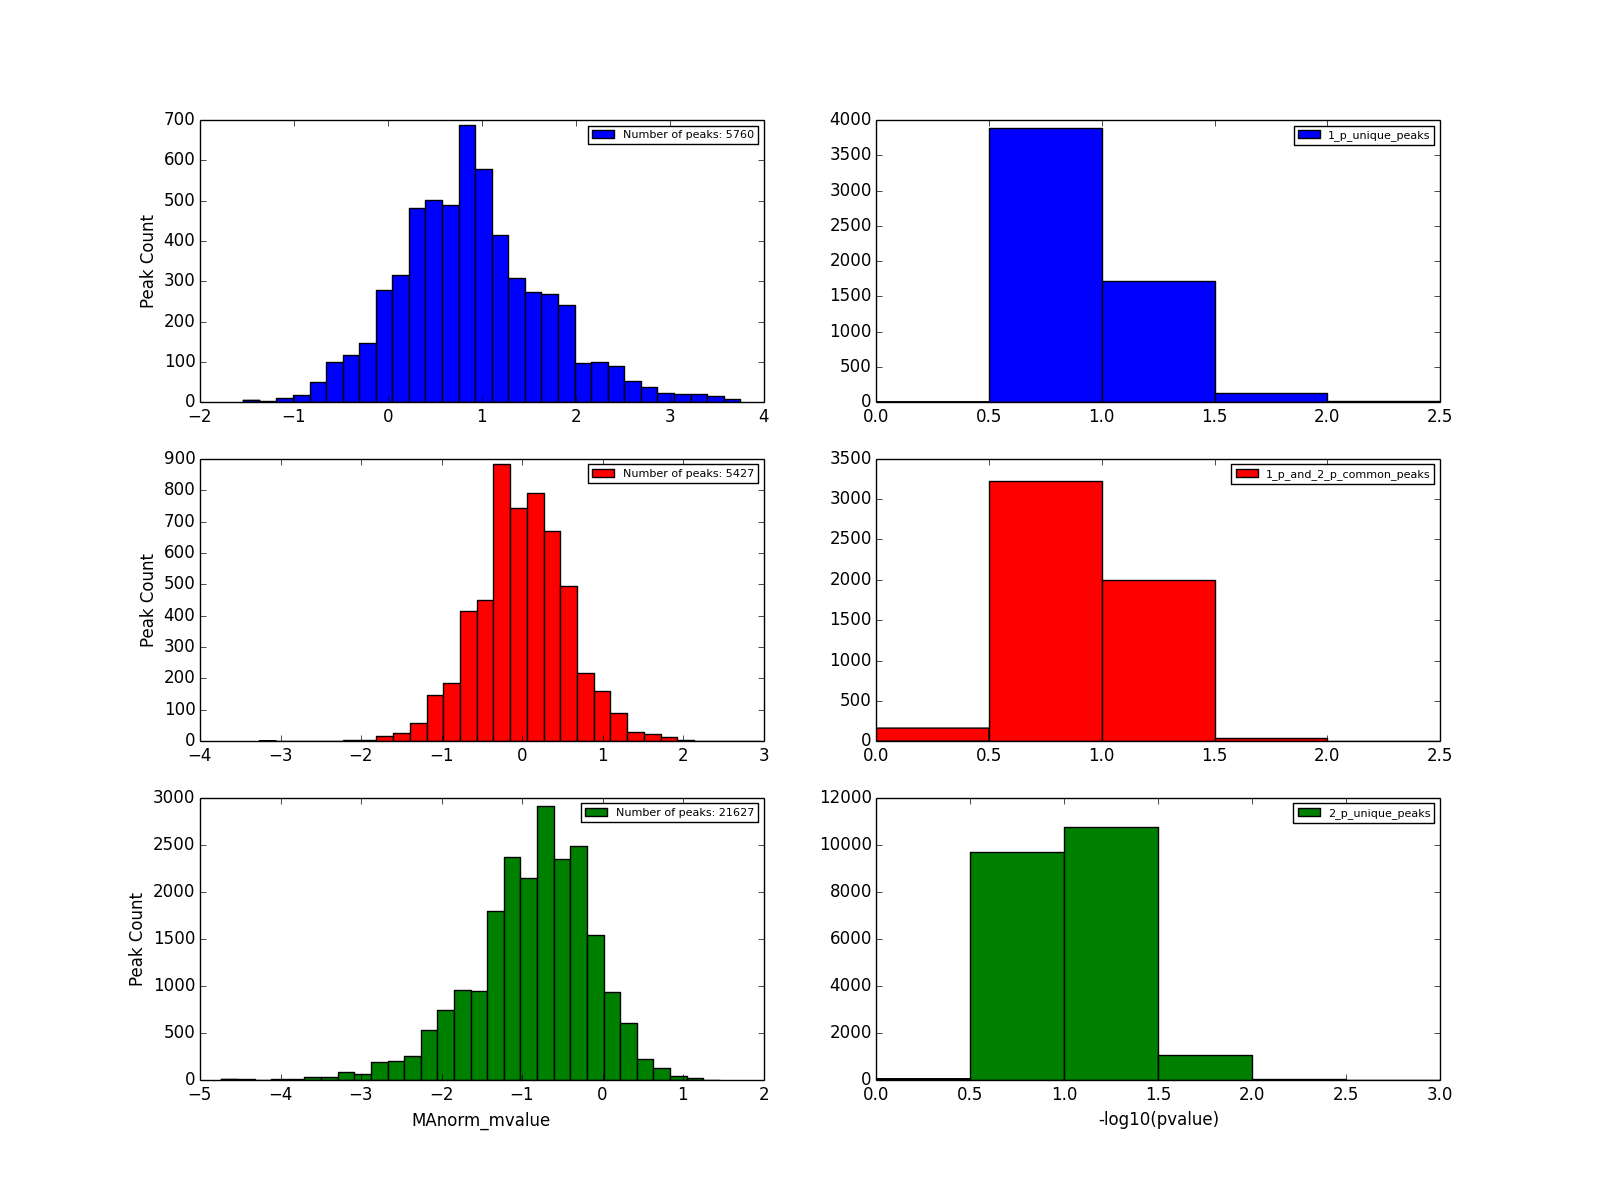 700
600
500
400
300
200
100
0
Peak Count
Number of peaks: 5760
−2 −1 0 1 2 3 4
4000
3500
3000
2500
2000
1500
1000
500
0
1_p_unique_peaks
0.0 0.5 1.0 1.5 2.0 2.5
900
800
700
600
500
400
300
200
100
0
Peak Count
Number of peaks: 5427
−4 −3 −2 −1 0 1 2 3
3500
3000
2500
2000
1500
1000
500
0
1_p_and_2_p_common_peaks
0.0 0.5 1.0 1.5 2.0 2.5
3000
2500
2000
1500
1000
500
0
Peak Count
Number of peaks: 21627
−5 −4 −3 −2 −1 0 1 2
MAnorm_mvalue
12000
10000
8000
6000
4000
2000
0
2_p_unique_peaks
0.0 0.5 1.0 1.5 2.0 2.5 3.0
-log10(pvalue)